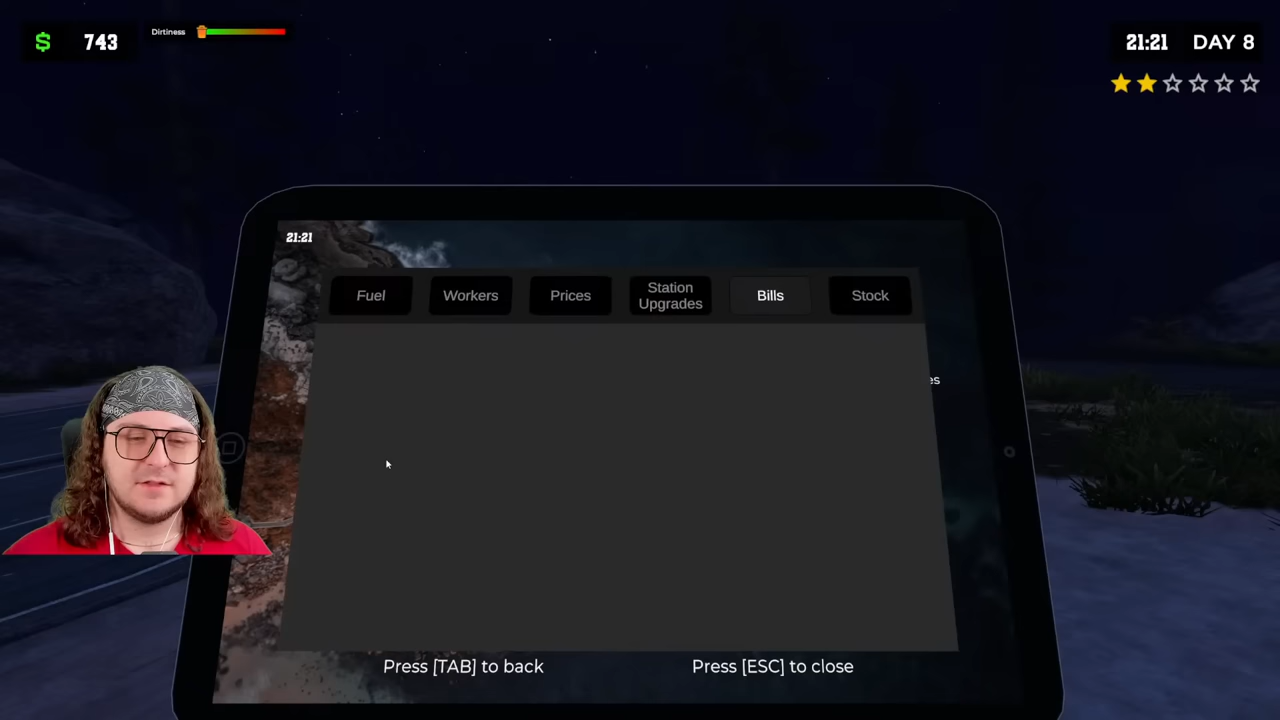 $ 743
Dirtiness
21:21 DAY 8
21:21
Fuel
Workers
Prices
Station
Upgrades
Bills
Stock
es
Press [TAB] to back
Press [ESC] to close